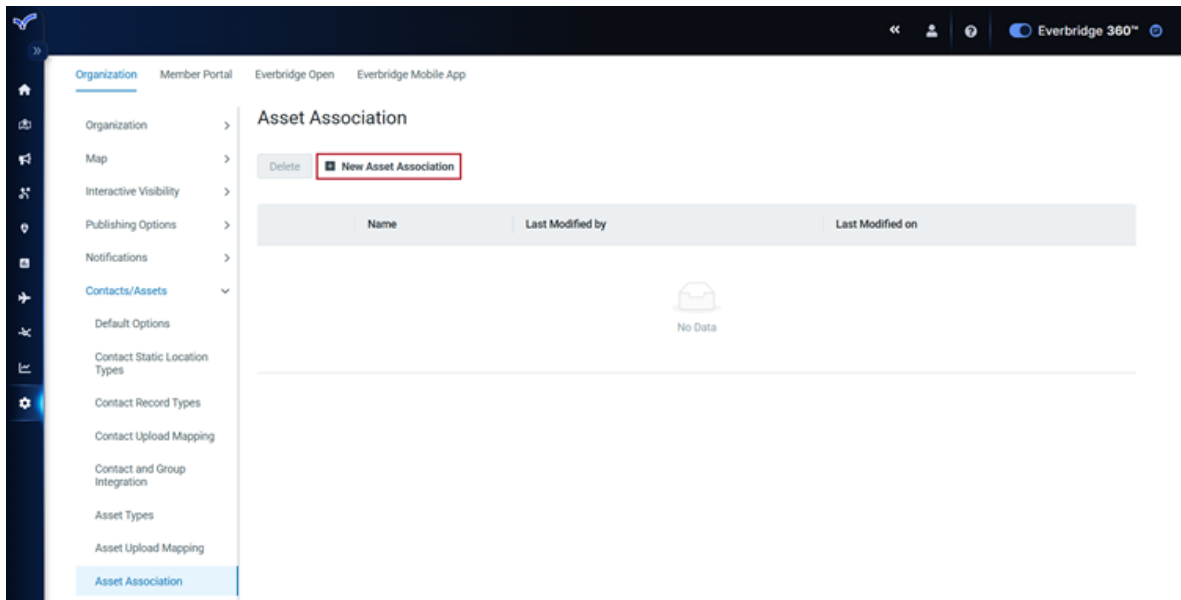 Everbridge 360™
Organization Member Portal Everbridge Open Everbridge Mobile App
Organization
Map
Interactive Visibility
Publishing Options
Notifications
Contacts/Assets
Default Options
Contact Static Location
Types
Contact Record Types
Contact Upload Mapping
Contact and Group
Integration
Asset Types
Asset Upload Mapping
Asset Association
Asset Association
Delete New Asset Association
Name Last Modified by Last Modified on
No Data